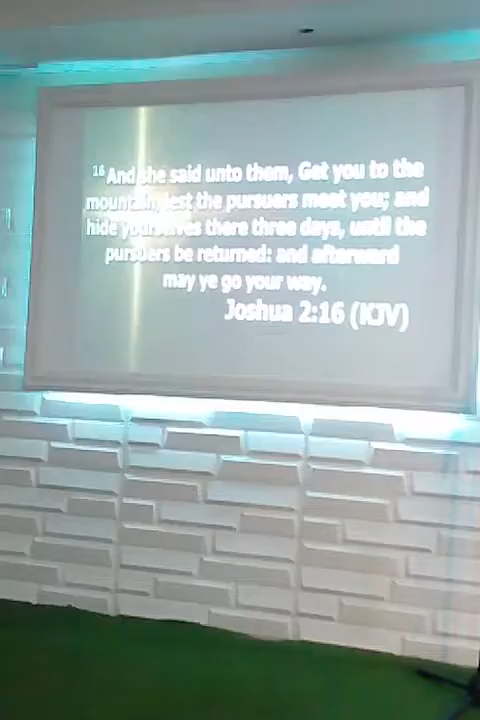 16 And she said unto them, Get you to the
mountain, lest the pursuers meet you; and
hide yourselves there three days, until the
pursuers be returned: and afterward
may ye go your way.
Joshua 2:16 (KJV)